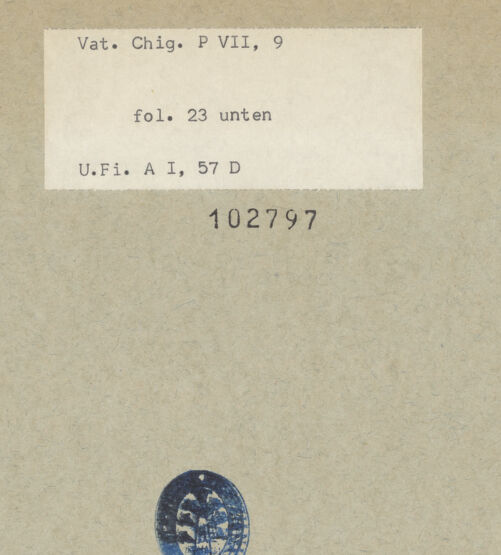 Vat. Chig. P VII, 9
fol. 23 unten
U.Fi. A I, 57 D
102797